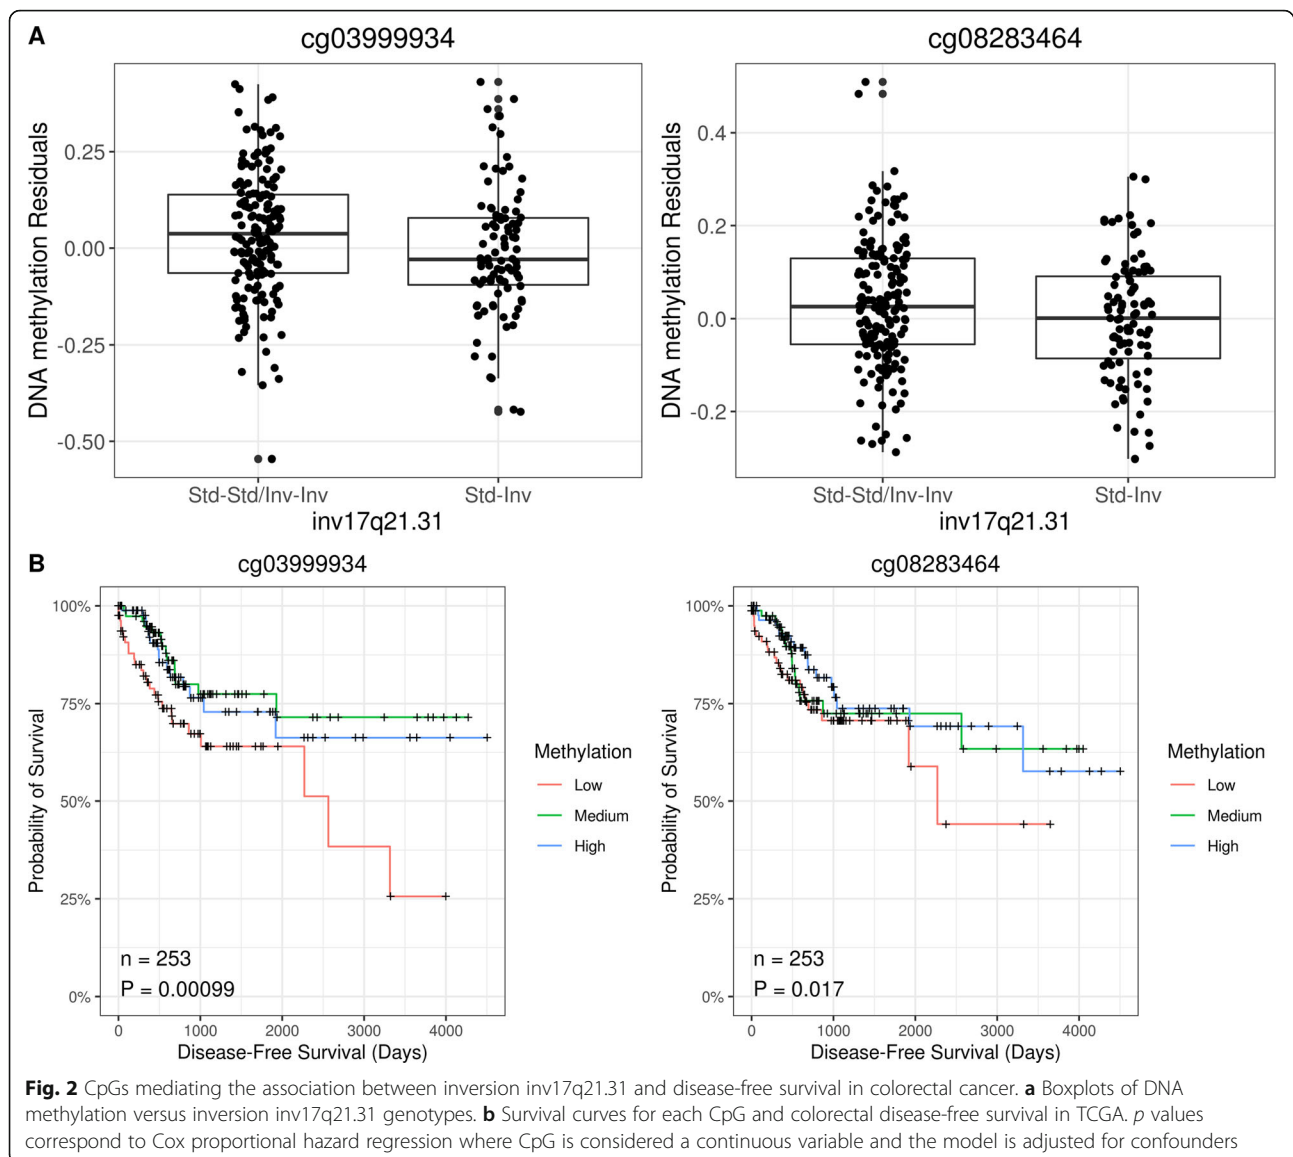 A
cg03999934
cg08283464
DNA methylation Residuals
0.25
0.00
-0.25
-0.50
Std-Std/Inv-Inv
Std-Inv
inv17q21.31
DNA methylation Residuals
0.4
0.2
0.0
-0.2
Std-Std/Inv-Inv
Std-Inv
inv17q21.31
B
cg03999934
cg08283464
Probability of Survival
100%
75%
50%
25%
0%
n = 253
P = 0.00099
0 1000 2000 3000 4000
Disease-Free Survival (Days)
Methylation
Low
Medium
High
Probability of Survival
100%
75%
50%
25%
0%
n = 253
P = 0.017
0 1000 2000 3000 4000
Disease-Free Survival (Days)
Methylation
Low
Medium
High
Fig. 2 CpGs mediating the association between inversion inv17q21.31 and disease-free survival in colorectal cancer. a Boxplots of DNA
methylation versus inversion inv17q21.31 genotypes. b Survival curves for each CpG and colorectal disease-free survival in TCGA. p values
correspond to Cox proportional hazard regression where CpG is considered a continuous variable and the model is adjusted for confounders